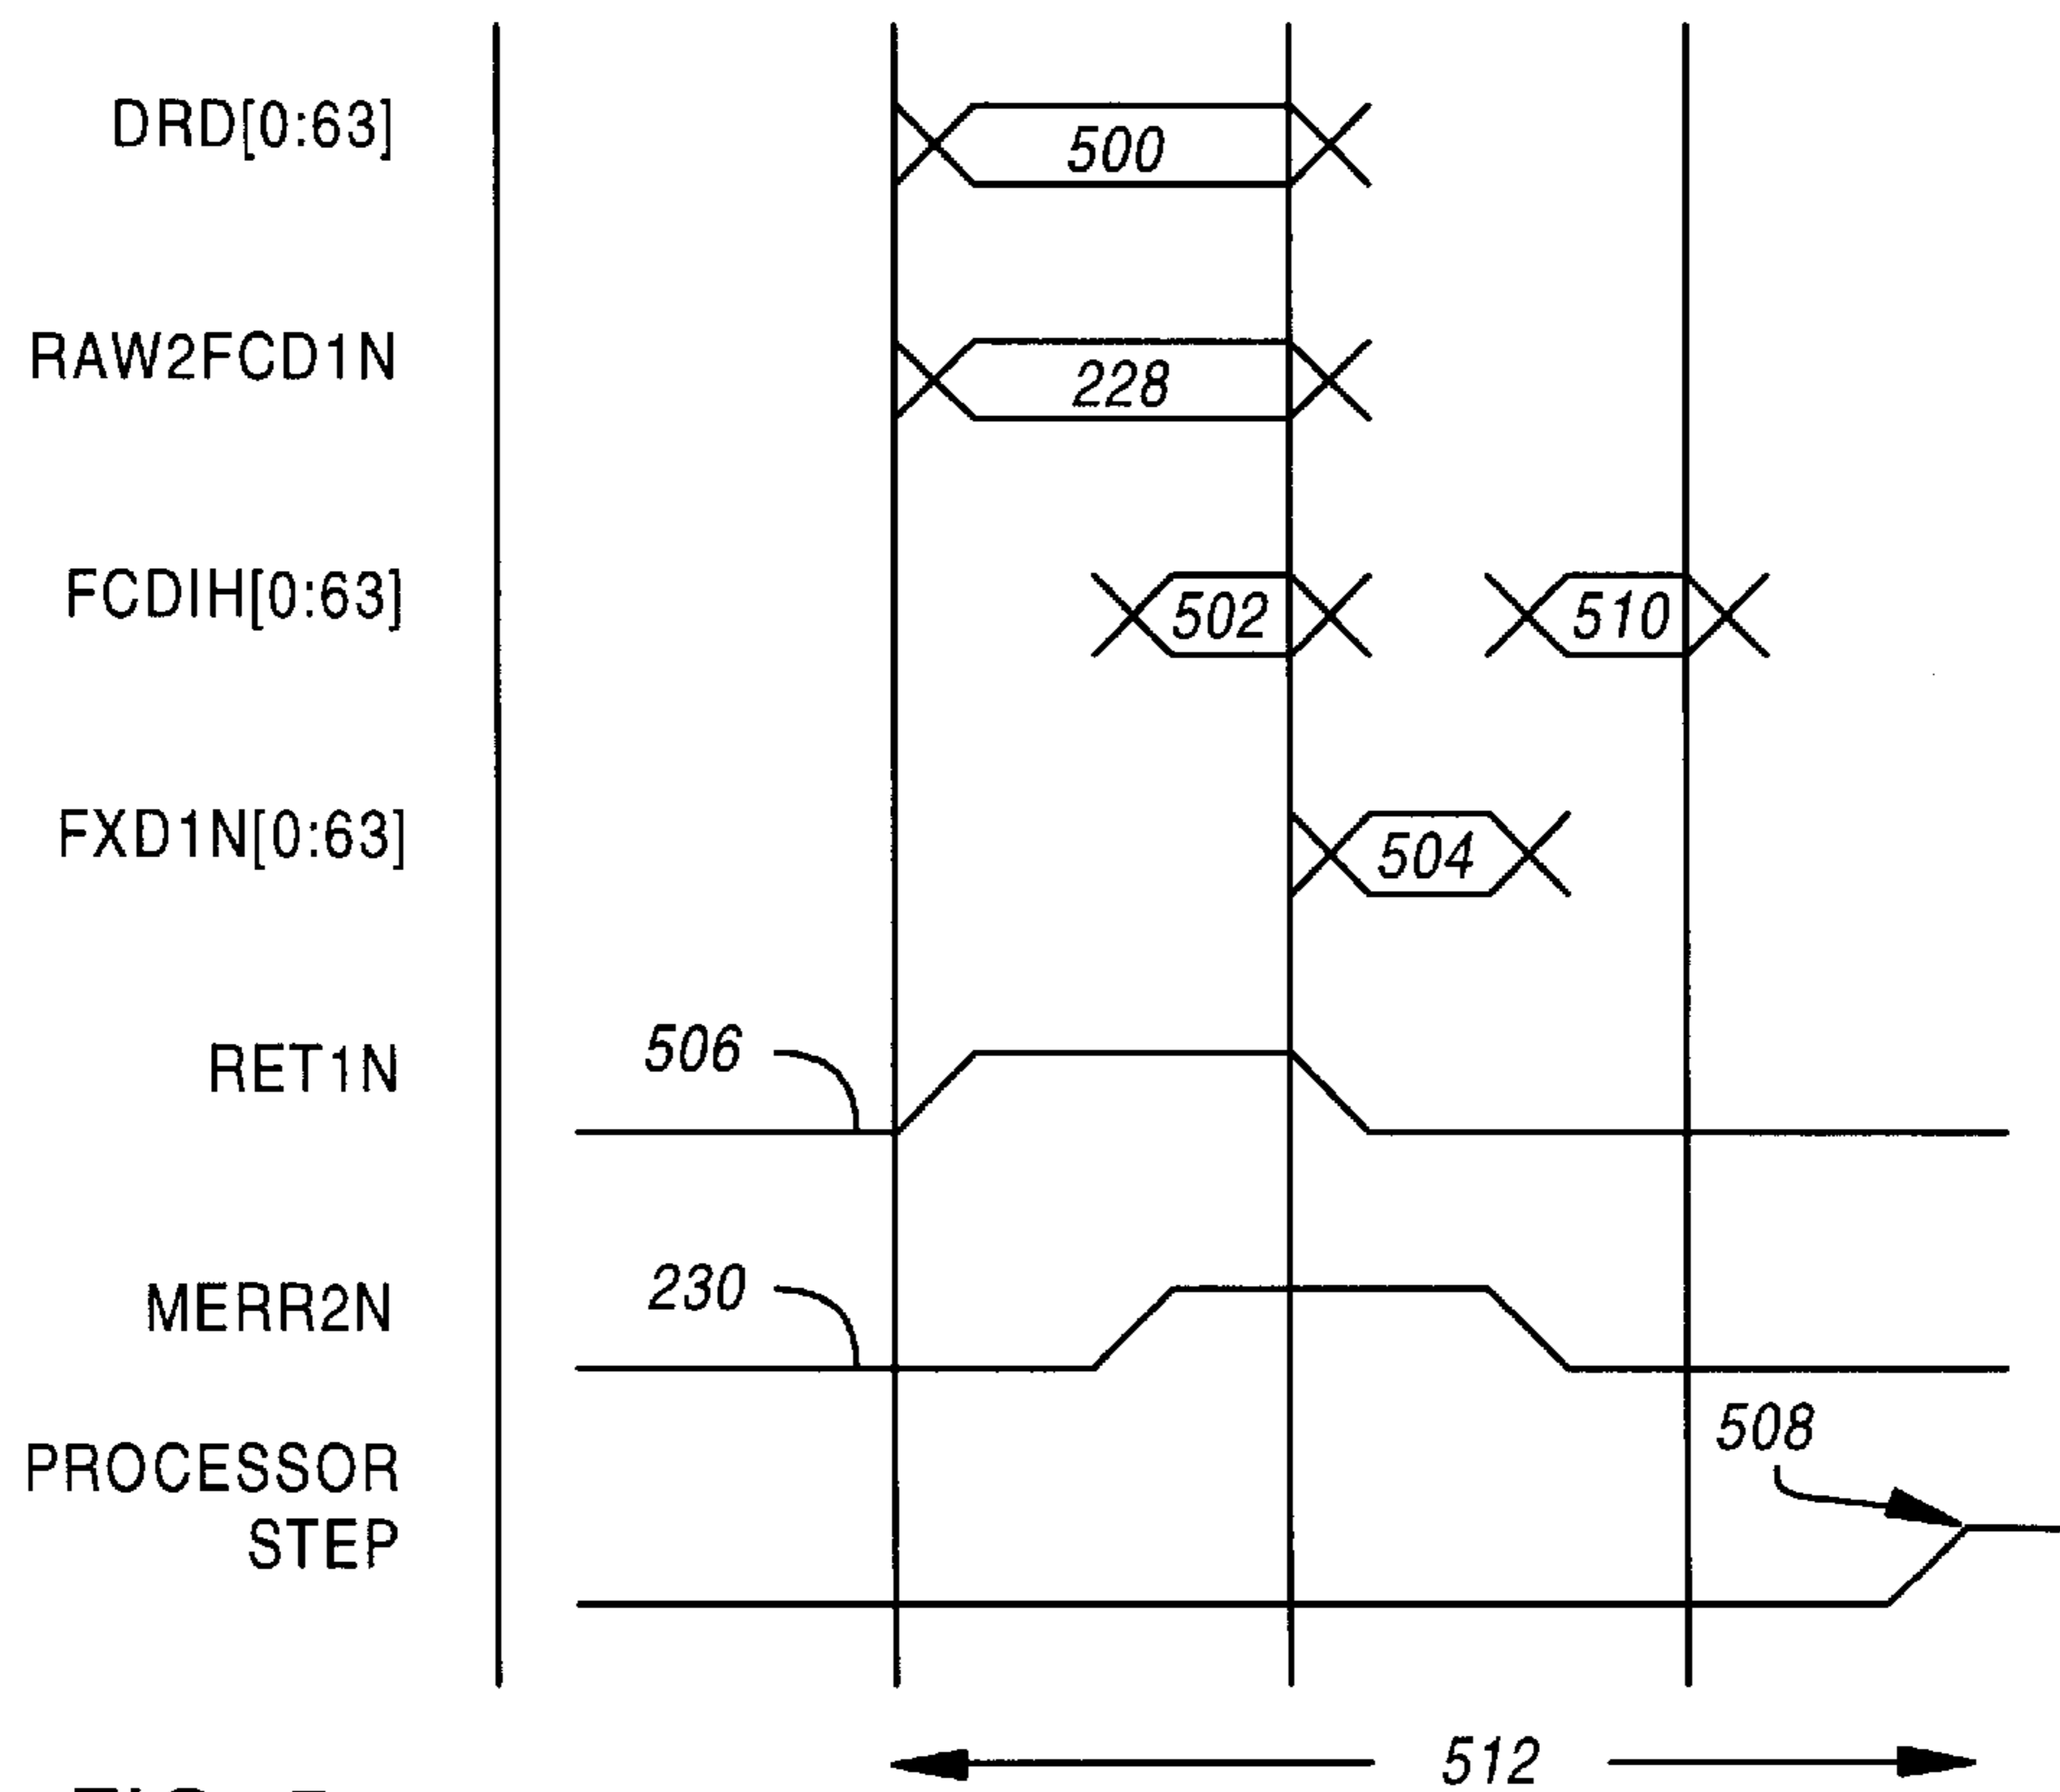 DRD[0:63]
500
RAW2FCD1N
228
FCDIH[0:63]
502
510
FXD1N[0:63]
504
RET1N
506
MERR2N
230
PROCESSOR
STEP
508
512